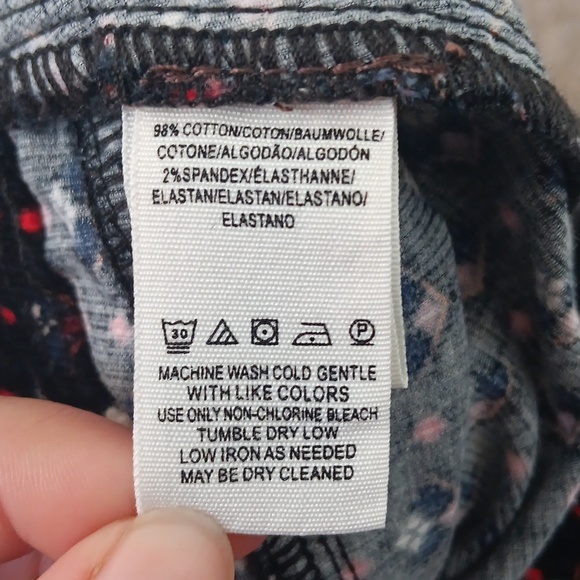 98% COTTON/COTON/BAUMWOLLE/
COTONE/ALGODÃO/ALGODÓN
2%SPANDEX/ÉLASTHANNE/
ELASTAN/ELASTAN/ELASTANO/
ELASTANO
30 P
MACHINE WASH COLD GENTLE
WITH LIKE COLORS
USE ONLY NON-CHLORINE BLEACH
TUMBLE DRY LOW
LOW IRON AS NEEDED
MAY BE DRY CLEANED